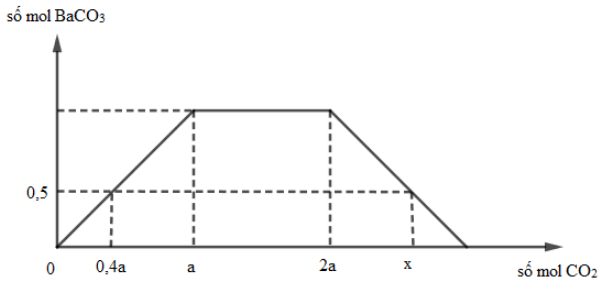 số mol BaCO₃
0,5
0 0,4a a 2a x
số mol CO₂